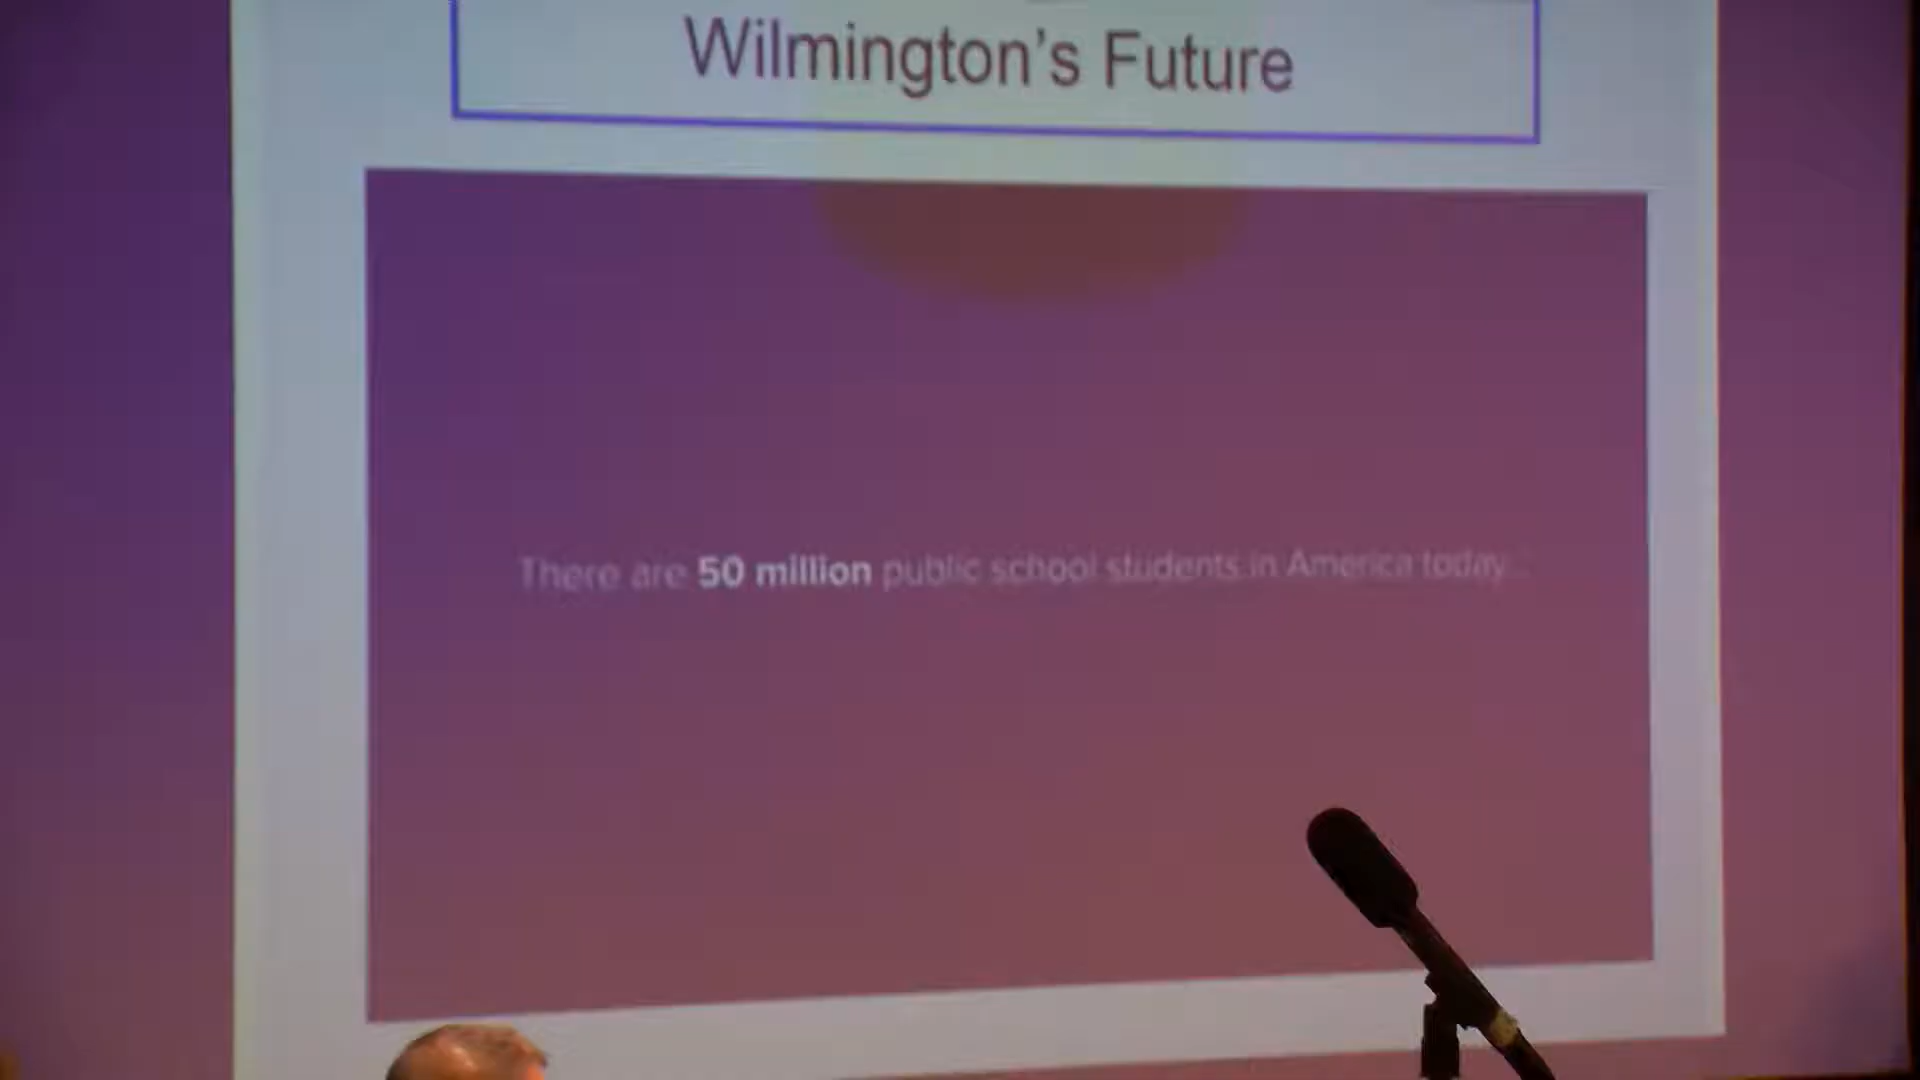 Wilmington's Future
There are 50 million public school students in America today